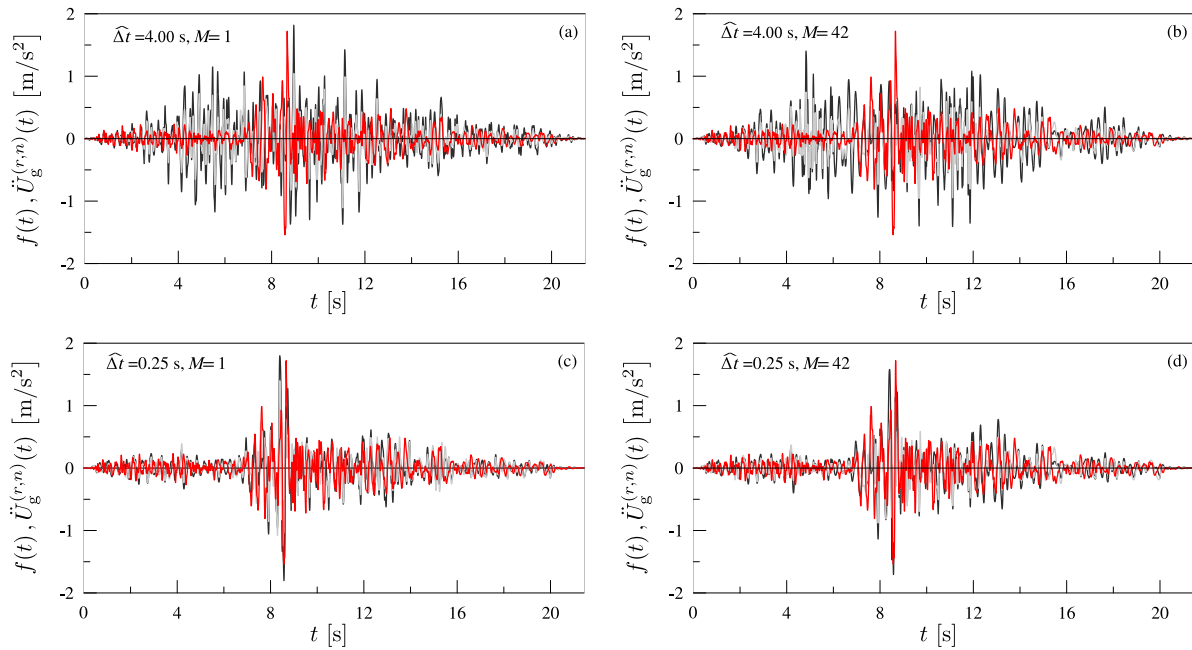 f(t), Ü_g^(r,n)(t) [m/s²]
2
1
0
-1
-2
Δ̂t=4.00 s, M=1
(a)
0 4 8 12 16 20
t [s]
f(t), Ü_g^(r,n)(t) [m/s²]
2
1
0
-1
-2
Δ̂t=4.00 s, M=42
(b)
0 4 8 12 16 20
t [s]
f(t), Ü_g^(r,n)(t) [m/s²]
2
1
0
-1
-2
Δ̂t=0.25 s, M=1
(c)
0 4 8 12 16 20
t [s]
f(t), Ü_g^(r,n)(t) [m/s²]
2
1
0
-1
-2
Δ̂t=0.25 s, M=42
(d)
0 4 8 12 16 20
t [s]